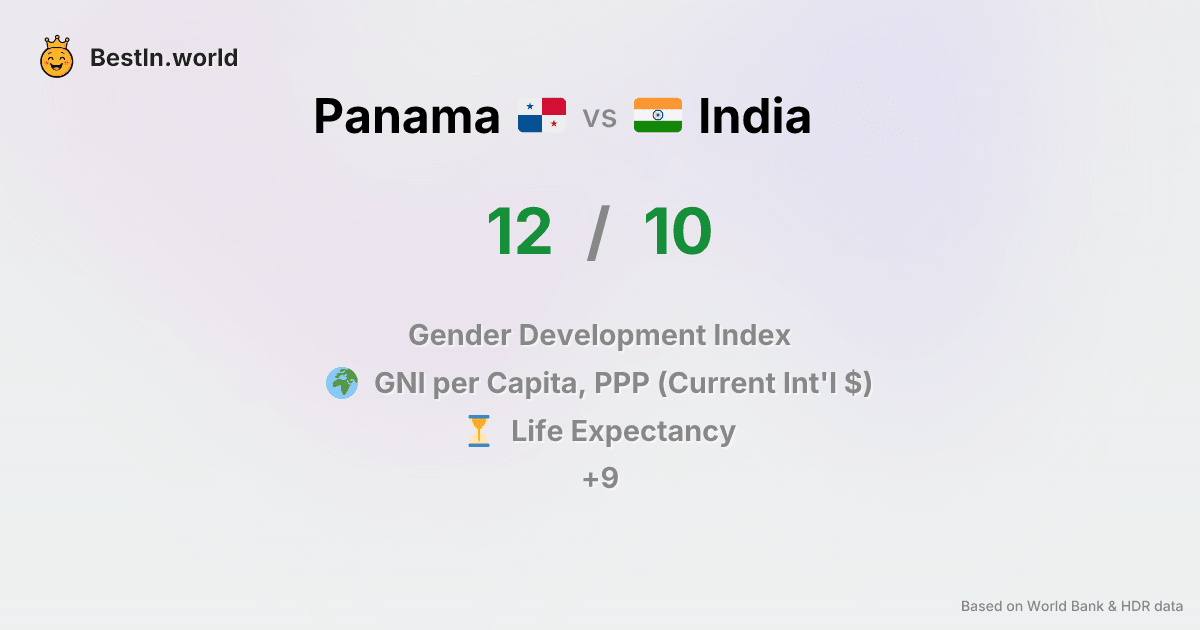 BestIn.world
Panama vs India
12 / 10
Gender Development Index
GNI per Capita, PPP (Current Int'l $)
Life Expectancy
+9
Based on World Bank & HDR data